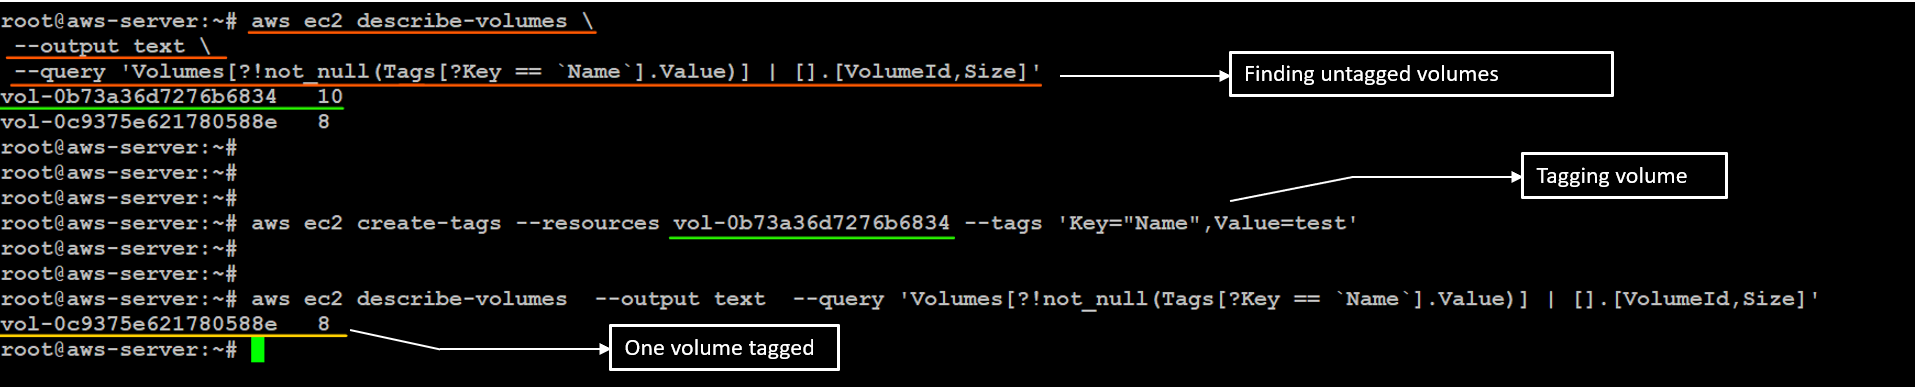 root@aws-server:~# aws ec2 describe-volumes \
--output text \
--query 'Volumes[?!not_null(Tags[?Key == `Name`].Value)] | [].[VolumeId,Size]'
Finding untagged volumes
vol-0b73a36d7276b6834 10
vol-0c9375e621780588e 8
root@aws-server:~#
root@aws-server:~#
Tagging volume
root@aws-server:~#
root@aws-server:~# aws ec2 create-tags --resources vol-0b73a36d7276b6834 --tags 'Key="Name",Value=test'
root@aws-server:~#
root@aws-server:~#
root@aws-server:~# aws ec2 describe-volumes --output text --query 'Volumes[?!not_null(Tags[?Key == `Name`].Value)] | [].[VolumeId,Size]'
vol-0c9375e621780588e 8
One volume tagged
root@aws-server:~#